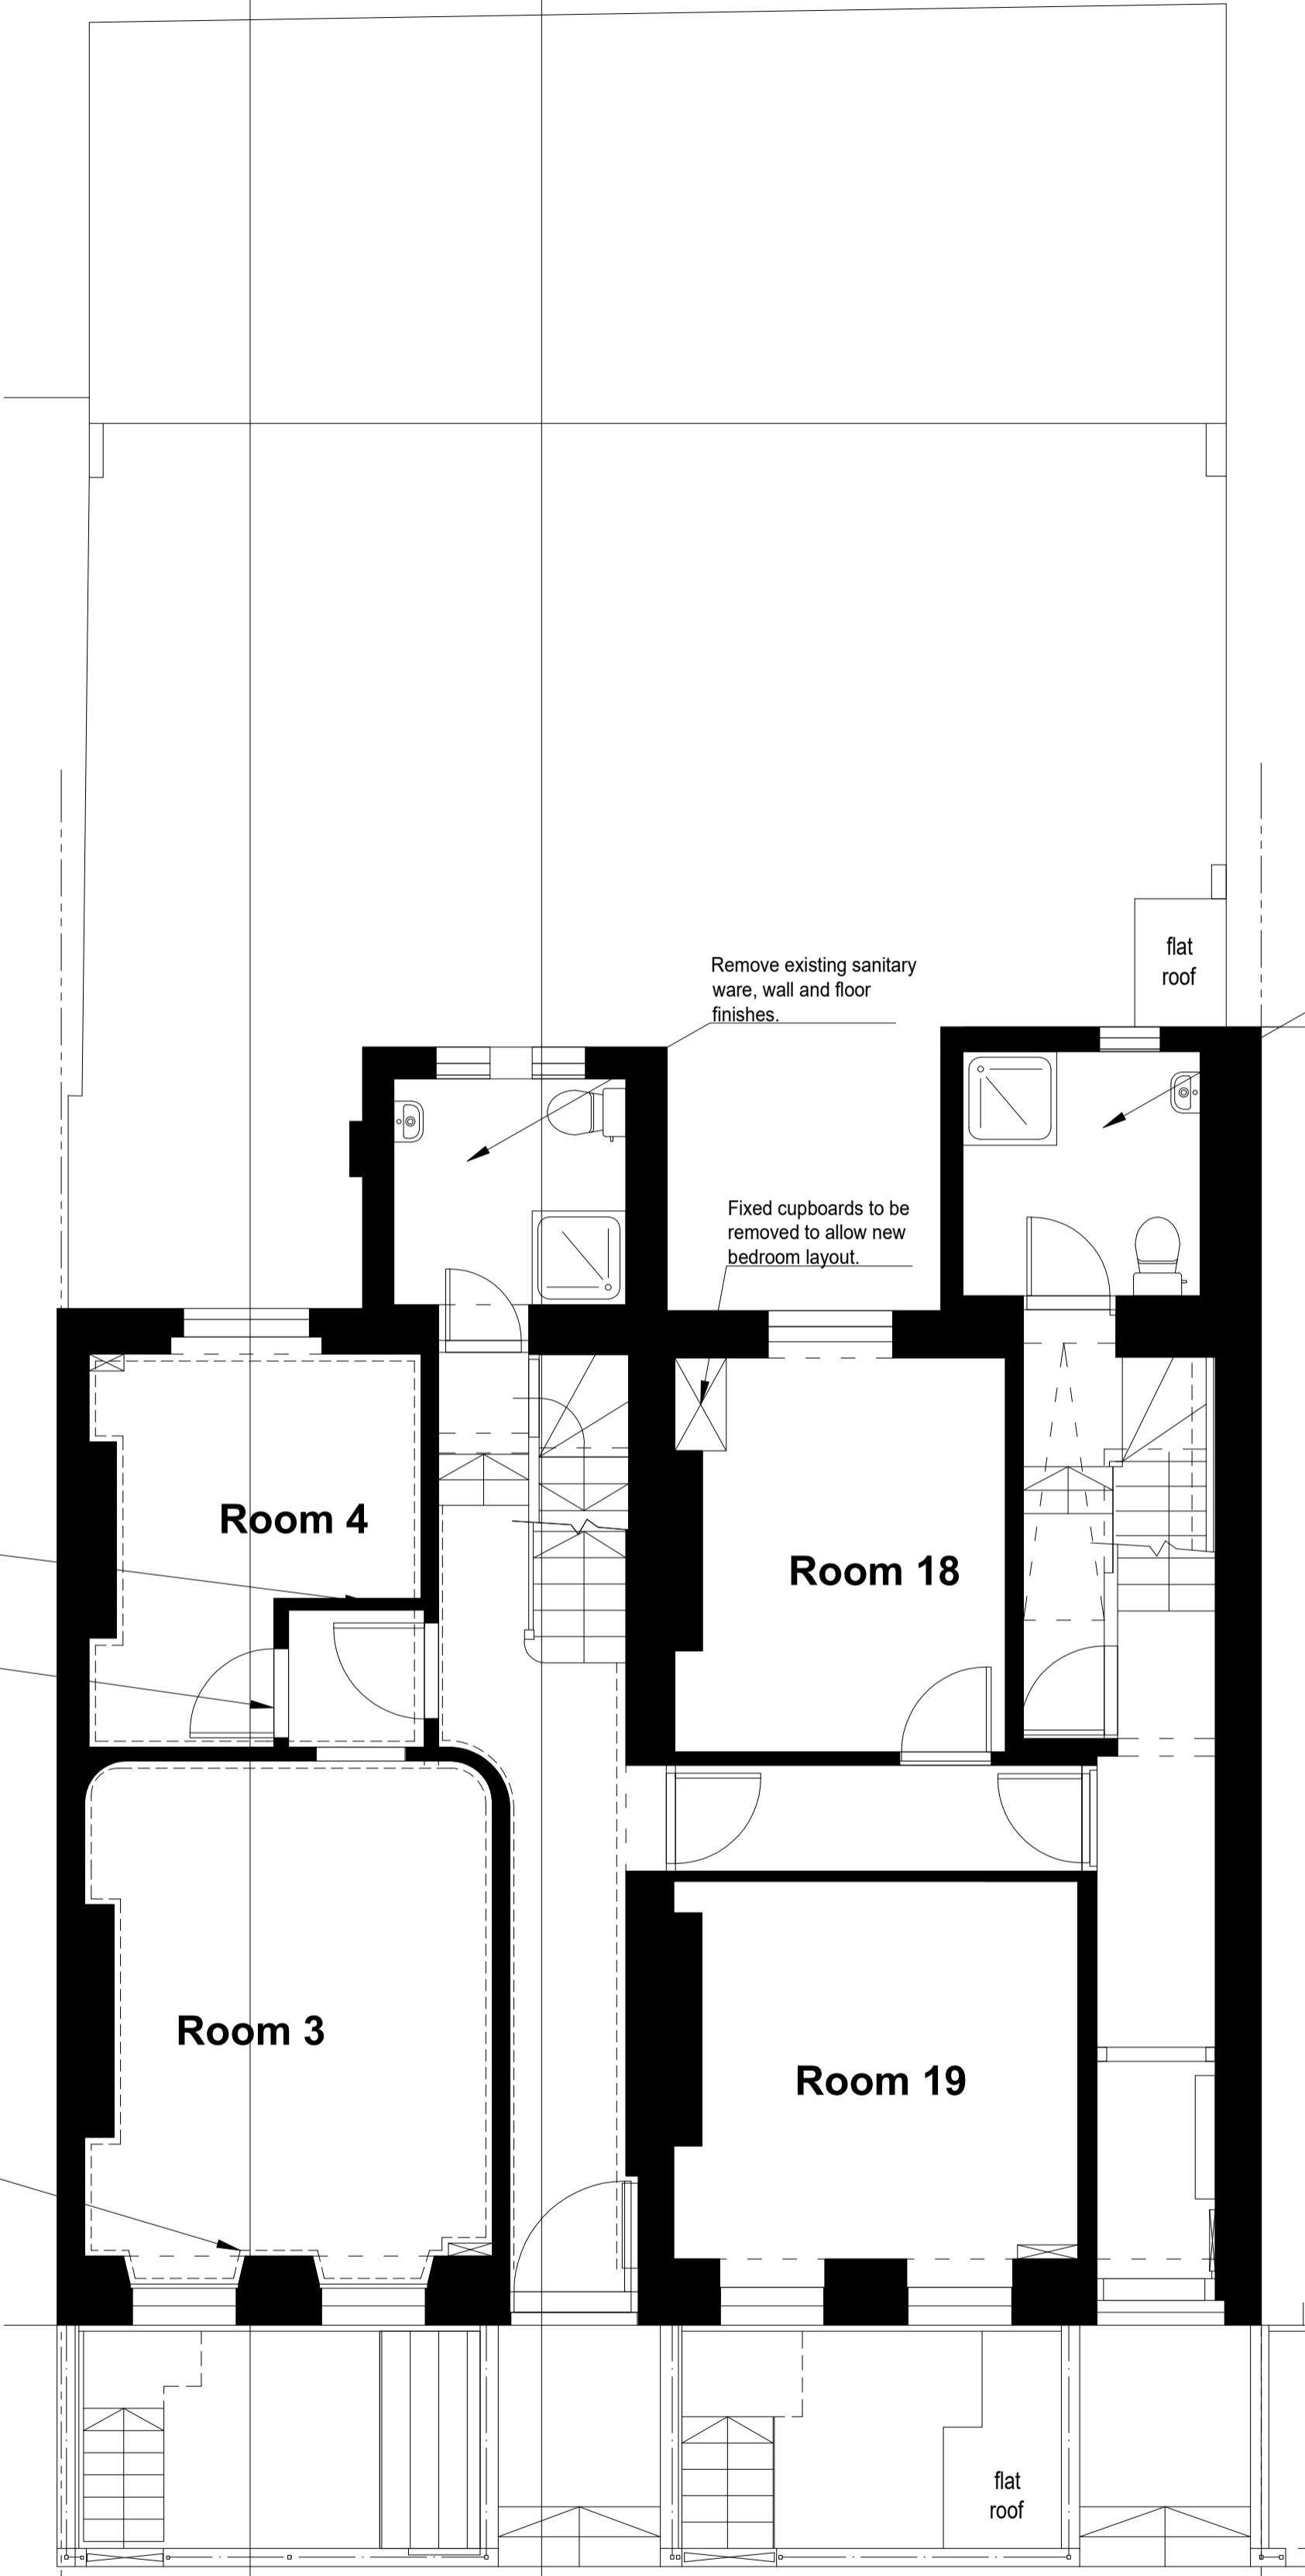 flat
roof
Remove existing sanitary
ware, wall and floor
finishes.
Fixed cupboards to be
removed to allow new
bedroom layout.
Room 4
Room 18
Room 3
Room 19
flat
roof